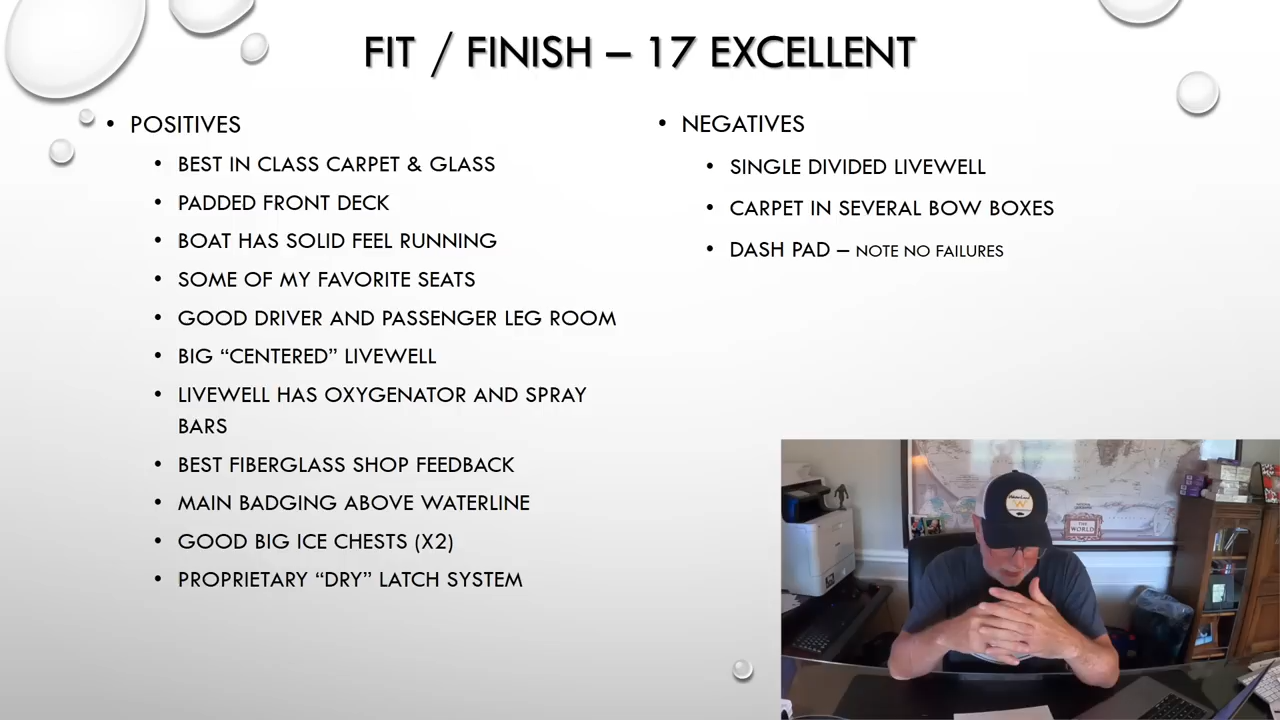 FIT / FINISH – 17 EXCELLENT
POSITIVES
BEST IN CLASS CARPET & GLASS
PADDED FRONT DECK
BOAT HAS SOLID FEEL RUNNING
SOME OF MY FAVORITE SEATS
GOOD DRIVER AND PASSENGER LEG ROOM
BIG “CENTERED” LIVEWELL
LIVEWELL HAS OXYGENATOR AND SPRAY
BARS
BEST FIBERGLASS SHOP FEEDBACK
MAIN BADGING ABOVE WATERLINE
GOOD BIG ICE CHESTS (X2)
PROPRIETARY “DRY” LATCH SYSTEM
NEGATIVES
SINGLE DIVIDED LIVEWELL
CARPET IN SEVERAL BOW BOXES
DASH PAD – NOTE NO FAILURES
THE
WORLD